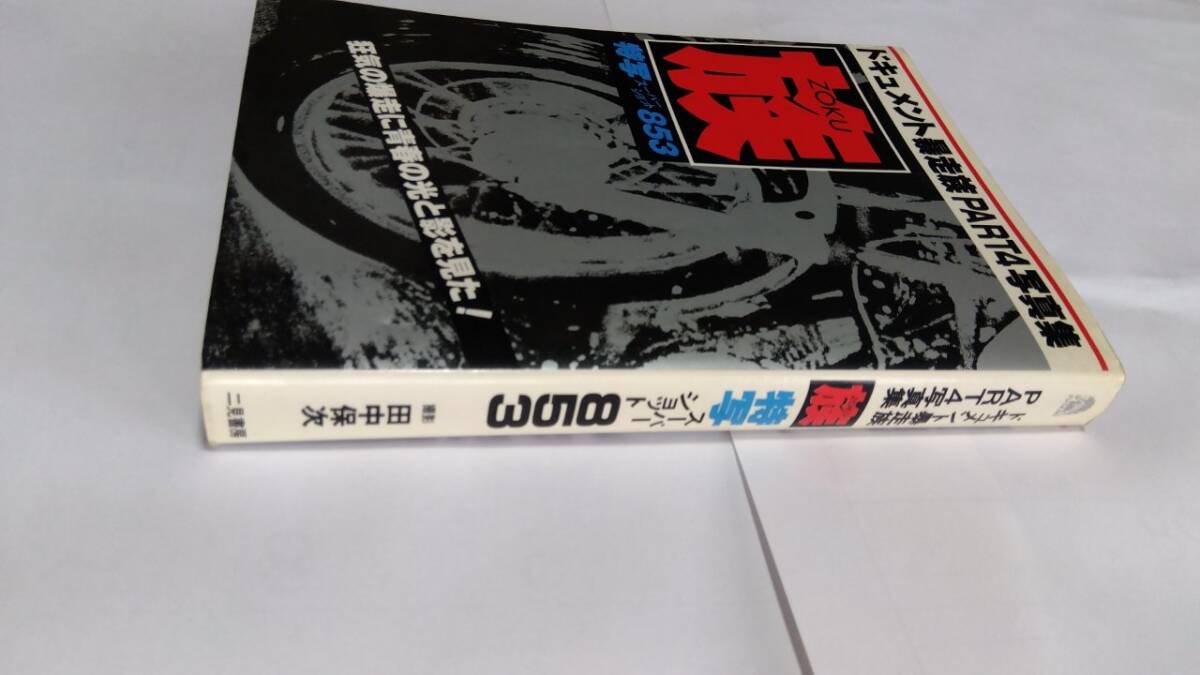 ドキュメント暴走族PART4写真集
族
ZOKU
特写スーパーショット853
狂気の爆走に青春の光と影を見た!
ドキュメント暴走族
PART4写真集
族
特写
スーパー
ショット
853
撮影
田中保次
二見書房